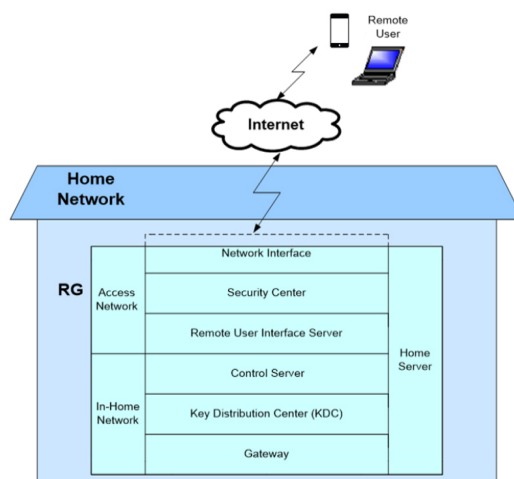 Remote
User
Internet
Home
Network
RG
Access
Network
Network Interface
Security Center
Remote User Interface Server
In-Home
Network
Control Server
Key Distribution Center (KDC)
Gateway
Home
Server